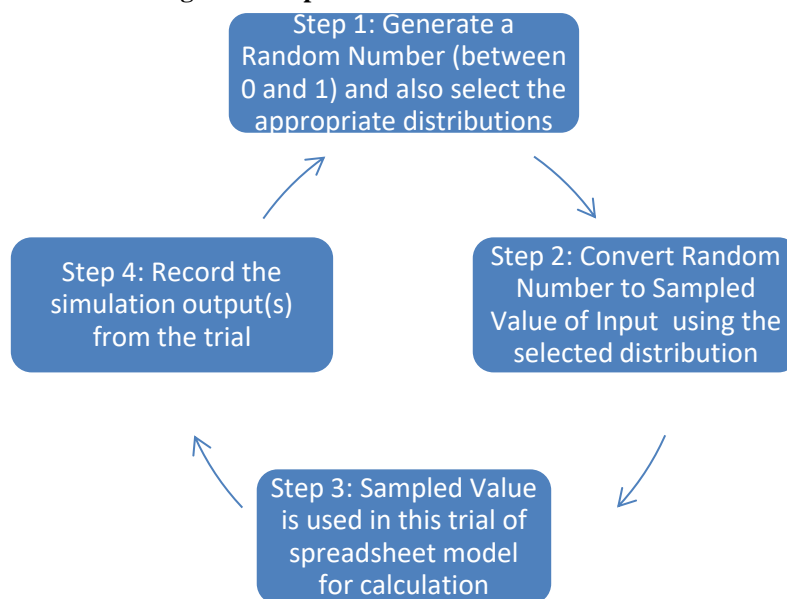 Step 1: Generate a
Random Number (between
0 and 1) and also select the
appropriate distributions
Step 2: Convert Random
Number to Sampled
Value of Input using the
selected distribution
Step 3: Sampled Value
is used in this trial of
spreadsheet model
for calculation
Step 4: Record the
simulation output(s)
from the trial